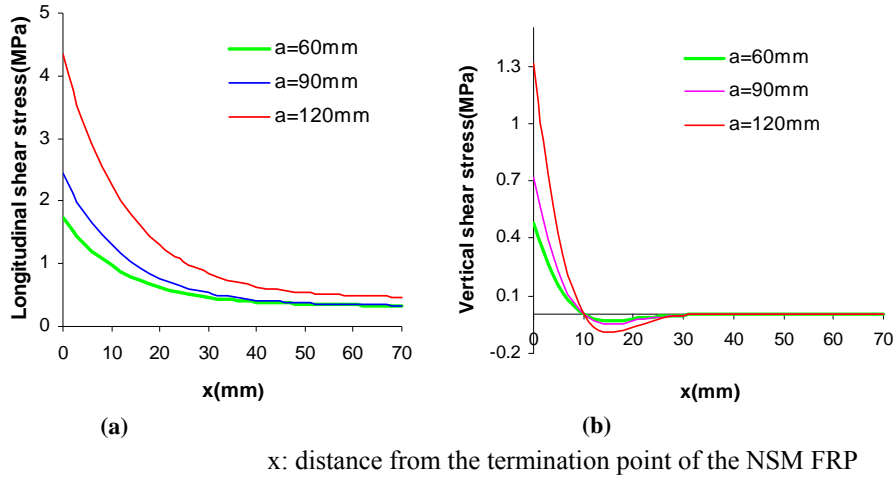 5
4
3
2
1
0
0 10 20 30 40 50 60 70
Longitudinal shear stress(MPa)
a=60mm
a=90mm
a=120mm
x(mm)
(a)
1.3
1
0.7
0.4
0.1
-0.2
0 10 20 30 40 50 60 70
Vertical shear stress(MPa)
a=60mm
a=90mm
a=120mm
x(mm)
(b)
x: distance from the termination point of the NSM FRP